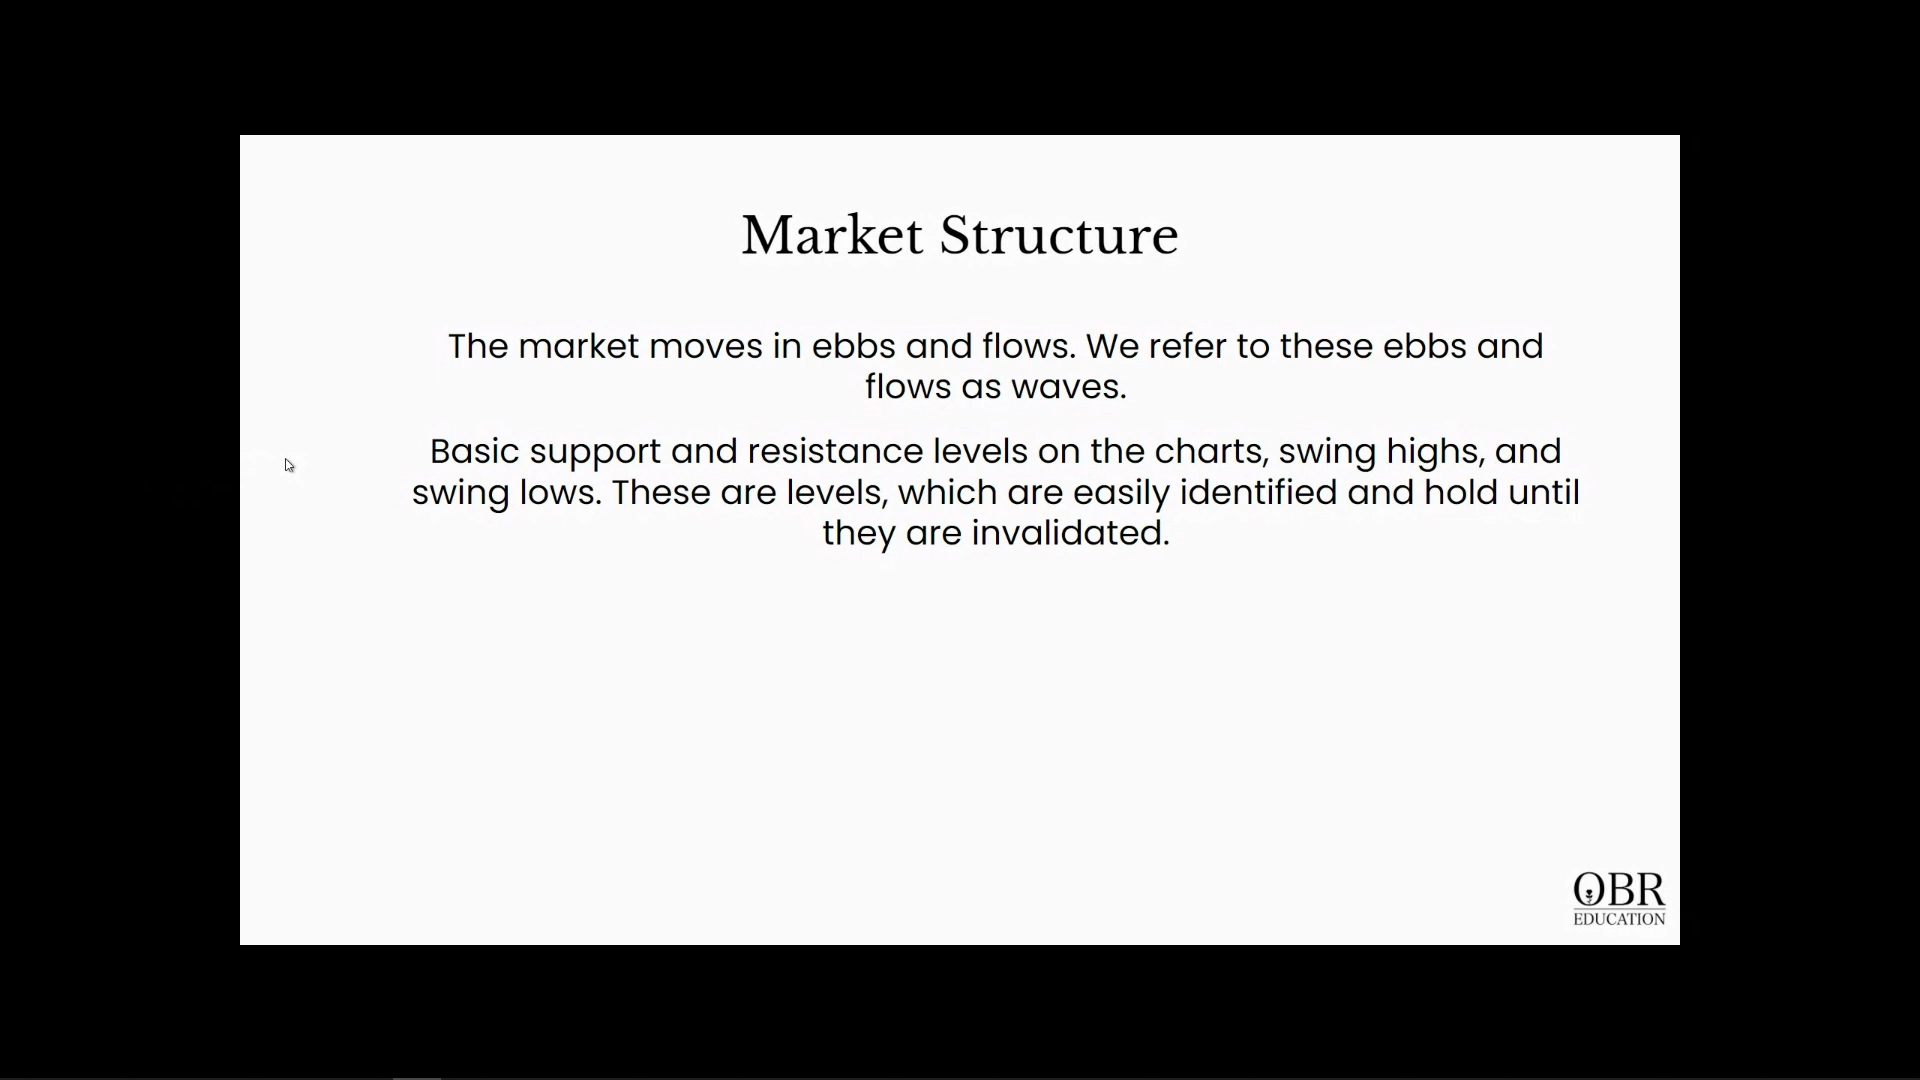 Market Structure
The market moves in ebbs and flows. We refer to these ebbs and
flows as waves.
Basic support and resistance levels on the charts, swing highs, and
swing lows. These are levels, which are easily identified and hold until
they are invalidated.
OBR
EDUCATION